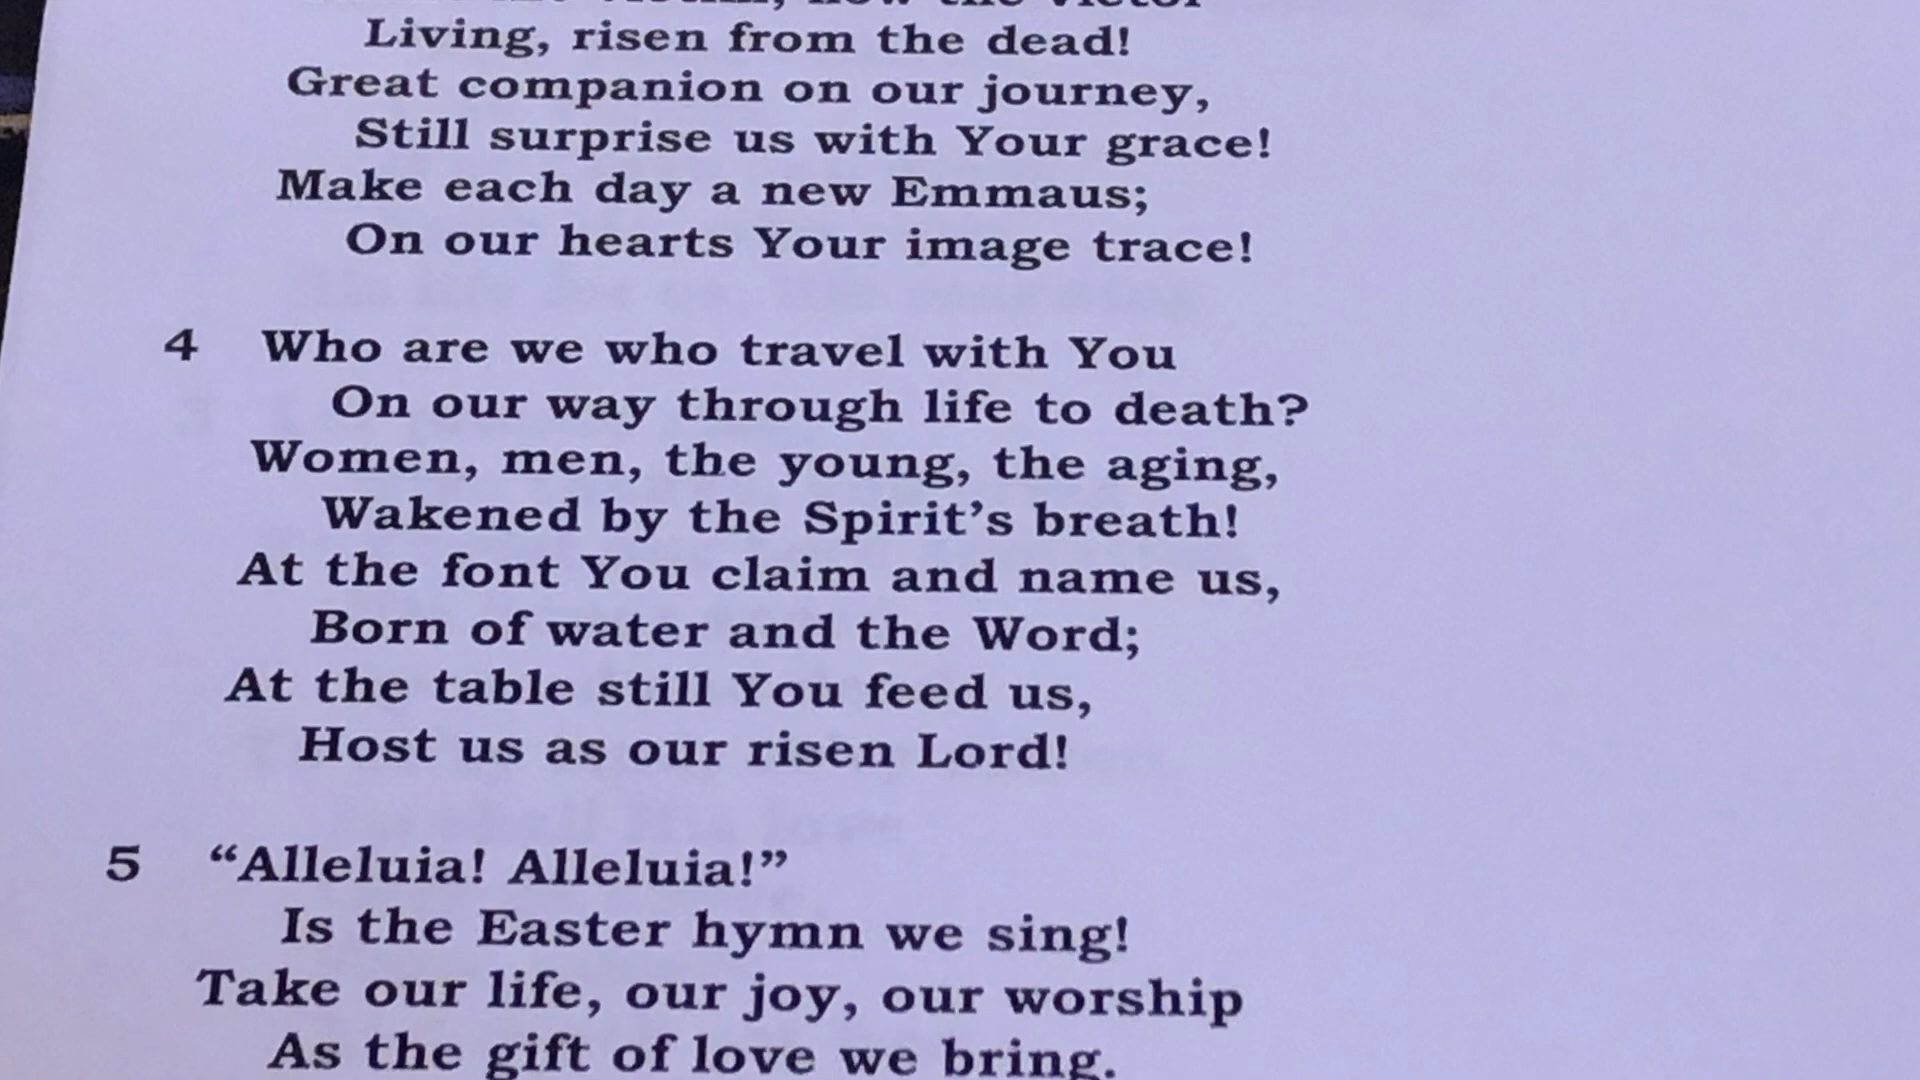 Living, risen from the dead!
Great companion on our journey,
Still surprise us with Your grace!
Make each day a new Emmaus;
On our hearts Your image trace!
4 Who are we who travel with You
On our way through life to death?
Women, men, the young, the aging,
Wakened by the Spirit’s breath!
At the font You claim and name us,
Born of water and the Word;
At the table still You feed us,
Host us as our risen Lord!
5 “Alleluia! Alleluia!”
Is the Easter hymn we sing!
Take our life, our joy, our worship
As the gift of love we bring.